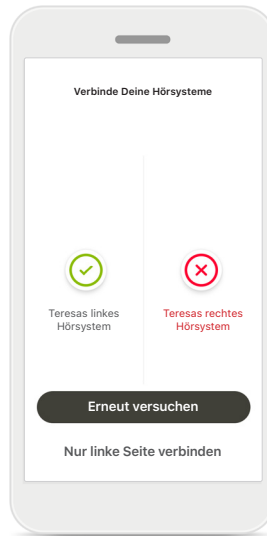 Verbinde Deine Hörsysteme
Teresas linkes
Hörsystem
Teresas rechtes
Hörsystem
Erneut versuchen
Nur linke Seite verbinden